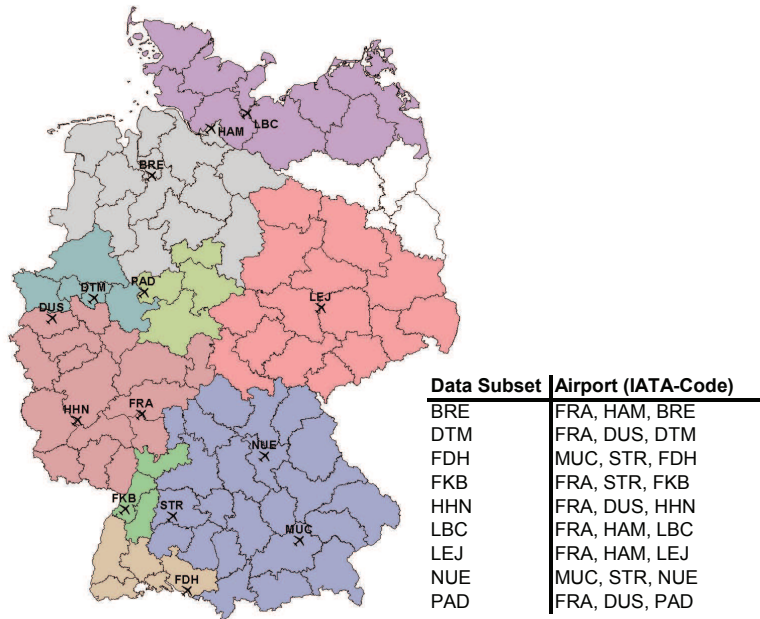 LBC
HAM
BRE
PAD
DTM
DUS
LEJ
HHN
FRA
NUE
FKB
STR
MUC
FDH
Data Subset Airport (IATA-Code)
BRE FRA, HAM, BRE
DTM FRA, DUS, DTM
FDH MUC, STR, FDH
FKB FRA, STR, FKB
HHN FRA, DUS, HHN
LBC FRA, HAM, LBC
LEJ FRA, HAM, LEJ
NUE MUC, STR, NUE
PAD FRA, DUS, PAD